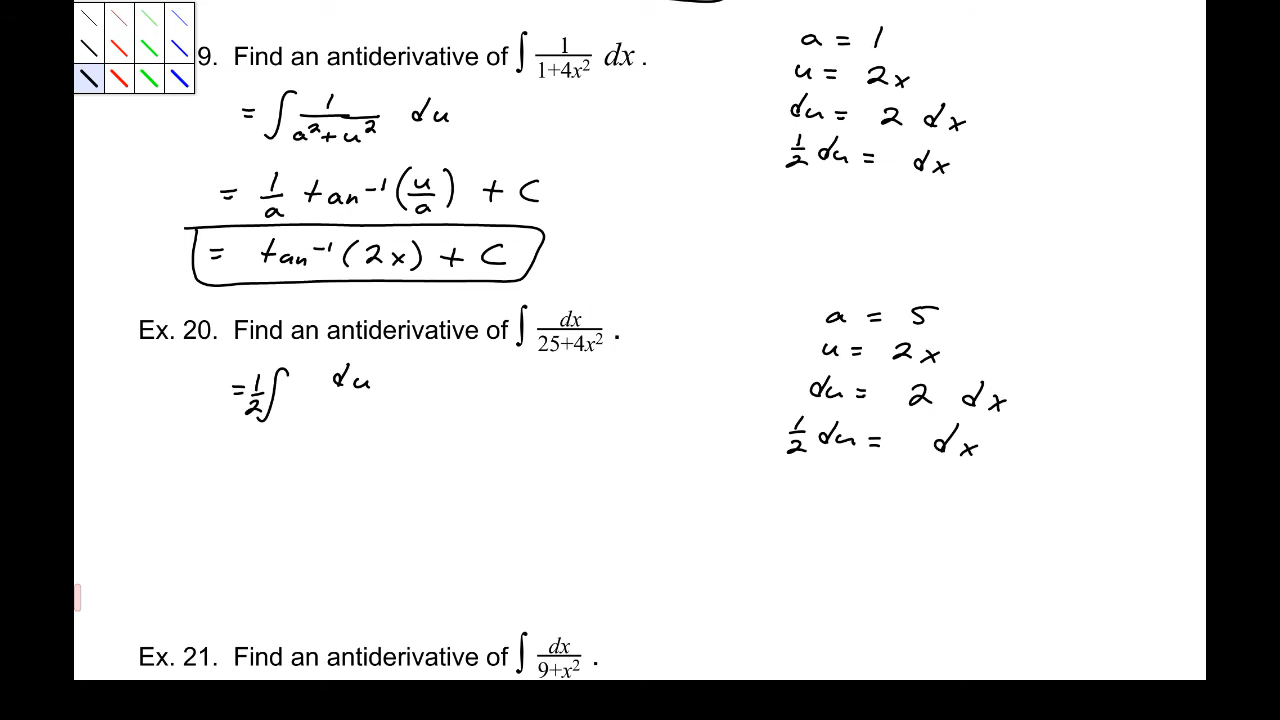 9. Find an antiderivative of ∫ 1/(1+4x²) dx.
= ∫ 1/(a²+u²) du
= 1/a tan⁻¹(u/a) + C
= tan⁻¹(2x) + C
a = 1
u = 2x
du = 2 dx
1/2 du = dx
Ex. 20. Find an antiderivative of ∫ dx/(25+4x²) .
= 1/2 ∫ du
a = 5
u = 2x
du = 2 dx
1/2 du = dx
Ex. 21. Find an antiderivative of ∫ dx/(9+x²) .